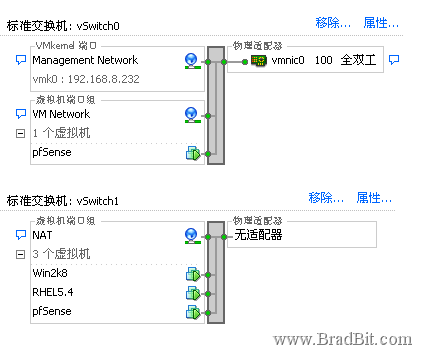 标准交换机: vSwitch0
移除... 属性...
VMkernel 端口
物理适配器
Management Network
vmnic0 100 全双工
vmk0 : 192.168.8.232
虚拟机端口组
VM Network
1 个虚拟机
pfSense
标准交换机: vSwitch1
移除... 属性...
虚拟机端口组
物理适配器
NAT
无适配器
3 个虚拟机
Win2k8
RHEL5.4
pfSense
www.BradBit.com